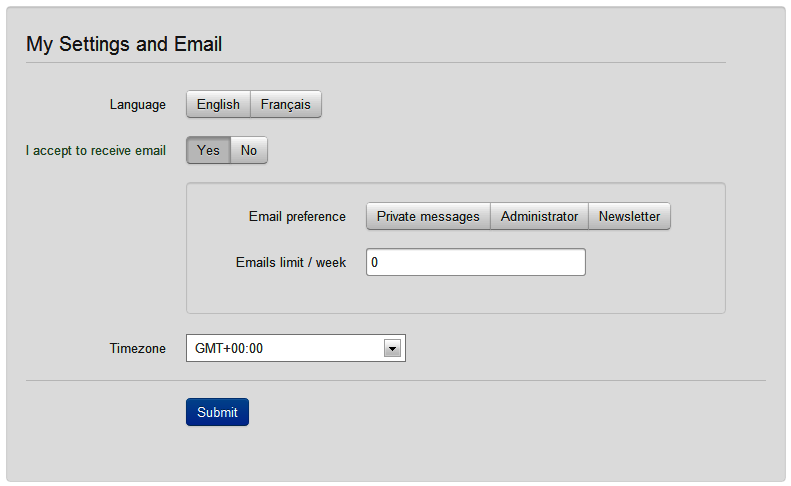 My Settings and Email
Language English Français
I accept to receive email Yes No
Email preference Private messages Administrator Newsletter
Emails limit / week 0
Timezone GMT+00:00
Submit